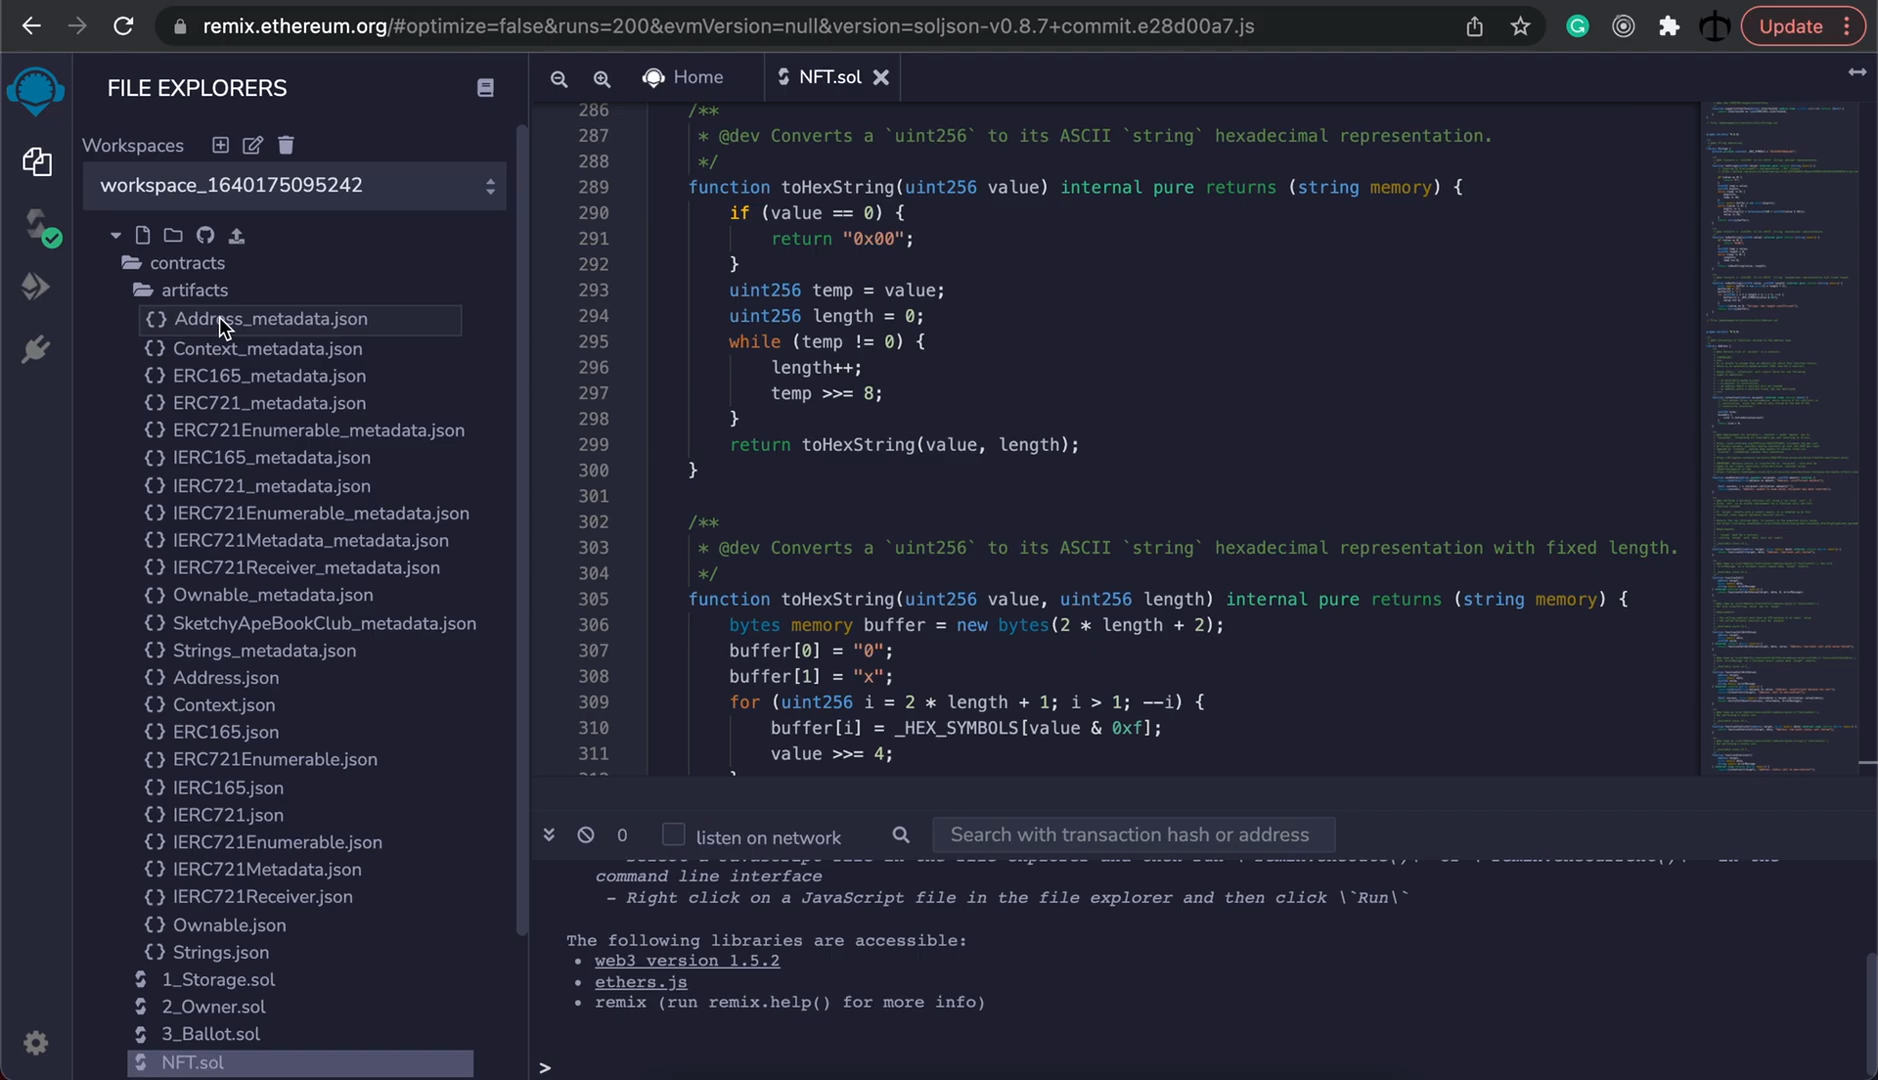 remix.ethereum.org/#optimize=false&runs=200&evmVersion=null&version=soljson-v0.8.7+commit.e28d00a7.js
Update
FILE EXPLORERS
Workspaces
workspace_1640175095242
contracts
artifacts
Address_metadata.json
Context_metadata.json
ERC165_metadata.json
ERC721_metadata.json
ERC721Enumerable_metadata.json
IERC165_metadata.json
IERC721_metadata.json
IERC721Enumerable_metadata.json
IERC721Metadata_metadata.json
IERC721Receiver_metadata.json
Ownable_metadata.json
SketchyApeBookClub_metadata.json
Strings_metadata.json
Address.json
Context.json
ERC165.json
ERC721Enumerable.json
IERC165.json
IERC721.json
IERC721Enumerable.json
IERC721Metadata.json
IERC721Receiver.json
Ownable.json
Strings.json
1_Storage.sol
2_Owner.sol
3_Ballot.sol
NFT.sol
Home
NFT.sol
286 /**
287 * @dev Converts a `uint256` to its ASCII `string` hexadecimal representation.
288 */
289 function toHexString(uint256 value) internal pure returns (string memory) {
290 if (value == 0) {
291 return "0x00";
292 }
293 uint256 temp = value;
294 uint256 length = 0;
295 while (temp != 0) {
296 length++;
297 temp >>= 8;
298 }
299 return toHexString(value, length);
300 }
301
302 /**
303 * @dev Converts a `uint256` to its ASCII `string` hexadecimal representation with fixed length.
304 */
305 function toHexString(uint256 value, uint256 length) internal pure returns (string memory) {
306 bytes memory buffer = new bytes(2 * length + 2);
307 buffer[0] = "0";
308 buffer[1] = "x";
309 for (uint256 i = 2 * length + 1; i > 1; --i) {
310 buffer[i] = _HEX_SYMBOLS[value & 0xf];
311 value >>= 4;
0 listen on network Search with transaction hash or address
command line interface
- Right click on a JavaScript file in the file explorer and then click \`Run\`
The following libraries are accessible:
• web3 version 1.5.2
• ethers.js
• remix (run remix.help() for more info)
>